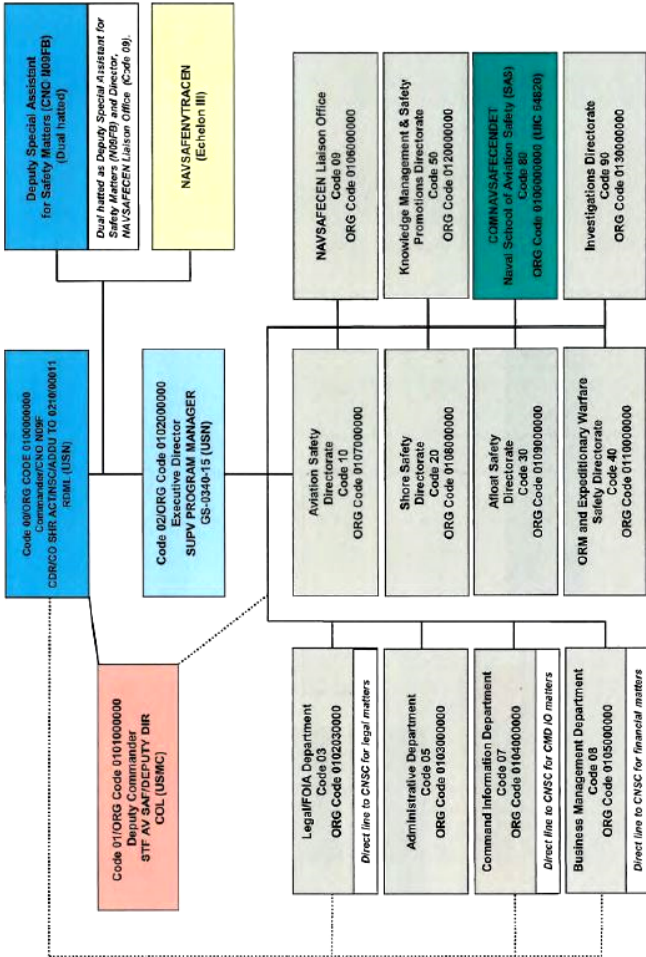 Code 00/ORG CODE 0100000000
Commander/CNO N09F
CDR/CO SHR ACT/NSC/ADDU TO 0210/00011
RDML (USN)
Deputy Special Assistant
for Safety Matters (CNO N09FB)
(Dual hatted)
Dual hatted as Deputy Special Assistant for
Safety Matters (N09FB) and Director,
NAVSAFECEN Liaison Office (Code 09).
Code 01/ORG Code 0101000000
Deputy Commander
STF AV SAF/DEPUTY DIR
COL (USMC)
Code 02/ORG Code 0102000000
Executive Director
SUPV PROGRAM MANAGER
GS-0340-15 (USN)
NAVSAFENVTRACEN
(Echelon III)
Legal/FOIA Department
Code 03
ORG Code 0102030000
Direct line to CNSC for legal matters
Aviation Safety
Directorate
Code 10
ORG Code 0107000000
NAVSAFECEN Liaison Office
Code 09
ORG Code 0106000000
Administrative Department
Code 05
ORG Code 0103000000
Shore Safety
Directorate
Code 20
ORG Code 0108000000
Knowledge Management & Safety
Promotions Directorate
Code 50
ORG Code 0120000000
Command Information Department
Code 07
ORG Code 0104000000
Direct line to CNSC for CMD IO matters
Afloat Safety
Directorate
Code 30
ORG Code 0109000000
COMNAVSAFECENDET
Naval School of Aviation Safety (SAS)
Code 80
ORG Code 0100000000 (UIC 64820)
Business Management Department
Code 08
ORG Code 0105000000
Direct line to CNSC for financial matters
ORM and Expeditionary Warfare
Safety Directorate
Code 40
ORG Code 0110000000
Investigations Directorate
Code 90
ORG Code 0130000000